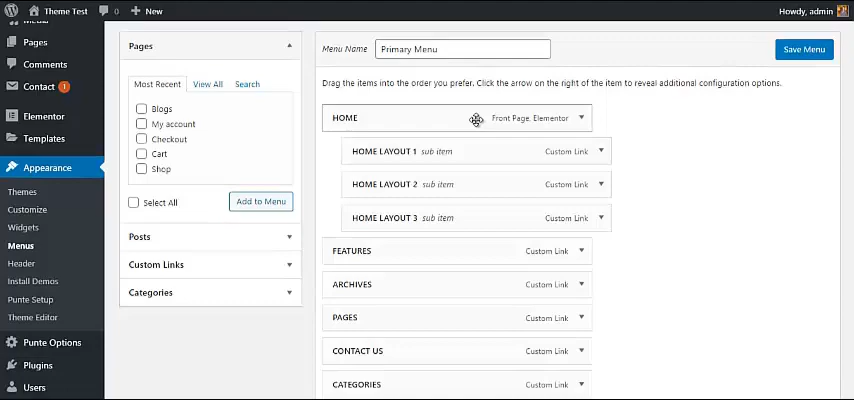 Theme Test 0 New Howdy, admin
Media
Pages
Comments
Contact 1
Elementor
Templates
Appearance
Themes
Customize
Widgets
Menus
Header
Install Demos
Punte Setup
Theme Editor
Punte Options
Plugins
Users
Pages
Most Recent View All Search
Blogs
My account
Checkout
Cart
Shop
Select All Add to Menu
Posts
Custom Links
Categories
Menu Name Primary Menu Save Menu
Drag the items into the order you prefer. Click the arrow on the right of the item to reveal additional configuration options.
HOME Front Page, Elementor
HOME LAYOUT 1 sub item Custom Link
HOME LAYOUT 2 sub item Custom Link
HOME LAYOUT 3 sub item Custom Link
FEATURES Custom Link
ARCHIVES Custom Link
PAGES Custom Link
CONTACT US Custom Link
CATEGORIES Custom Link